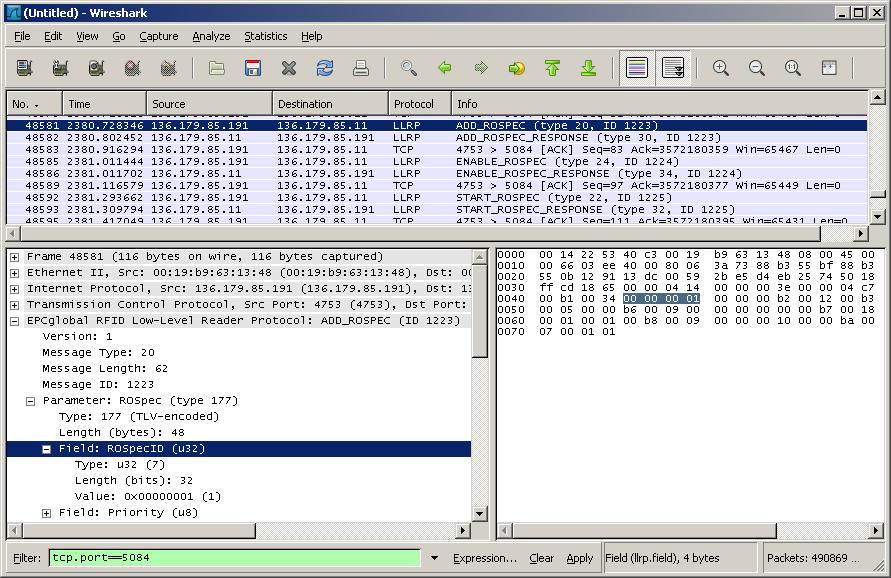 (Untitled) - Wireshark
File Edit View Go Capture Analyze Statistics Help
No. . Time Source Destination Protocol Info
48581 2380.728346 136.179.85.191 136.179.85.11 LLRP ADD_ROSPEC (type 20, ID 1223)
48582 2380.802452 136.179.85.11 136.179.85.191 LLRP ADD_ROSPEC_RESPONSE (type 30, ID 1223)
48583 2380.916294 136.179.85.191 136.179.85.11 TCP 4753 > 5084 [ACK] Seq=83 Ack=3572180359 Win=65467 Len=0
48585 2381.011444 136.179.85.191 136.179.85.11 LLRP ENABLE_ROSPEC (type 24, ID 1224)
48586 2381.011702 136.179.85.11 136.179.85.191 LLRP ENABLE_ROSPEC_RESPONSE (type 34, ID 1224)
48589 2381.116579 136.179.85.191 136.179.85.11 TCP 4753 > 5084 [ACK] Seq=97 Ack=3572180377 Win=65449 Len=0
48592 2381.293662 136.179.85.191 136.179.85.11 LLRP START_ROSPEC (type 22, ID 1225)
48593 2381.309794 136.179.85.11 136.179.85.191 LLRP START_ROSPEC_RESPONSE (type 32, ID 1225)
48595 2381.417049 136.179.85.191 136.179.85.11 TCP 4753 > 5084 [ACK] Seq=111 Ack=3572180395 Win=65431 Len=0
Frame 48581 (116 bytes on wire, 116 bytes captured)
Ethernet II, Src: 00:19:b9:63:13:48 (00:19:b9:63:13:48), Dst: 00
Internet Protocol, Src: 136.179.85.191 (136.179.85.191), Dst: 13
Transmission Control Protocol, Src Port: 4753 (4753), Dst Port:
EPCglobal RFID Low-Level Reader Protocol: ADD_ROSPEC (ID 1223)
Version: 1
Message Type: 20
Message Length: 62
Message ID: 1223
Parameter: ROSpec (type 177)
Type: 177 (TLV-encoded)
Length (bytes): 48
Field: ROSpecID (u32)
Type: u32 (7)
Length (bits): 32
Value: 0x00000001 (1)
Field: Priority (u8)
0000 00 14 22 53 40 c3 00 19 b9 63 13 48 08 00 45 00
0010 00 66 03 ee 40 00 80 06 3a 73 88 b3 55 bf 88 b3
0020 55 0b 12 91 13 dc 00 59 2b e5 d4 eb 25 74 50 18
0030 ff cd 18 65 00 00 04 14 00 00 00 3e 00 00 04 c7
0040 00 b1 00 34 00 00 00 01 00 00 00 b2 00 12 00 b3
0050 00 05 00 00 b6 00 09 00 00 00 00 00 b7 00 18
0060 00 01 00 01 00 b8 00 09 00 00 00 10 00 00 ba 00
0070 07 00 01 01
Filter: tcp.port==5084 Expression... Clear Apply Field (llrp.field), 4 bytes Packets: 490869 ...